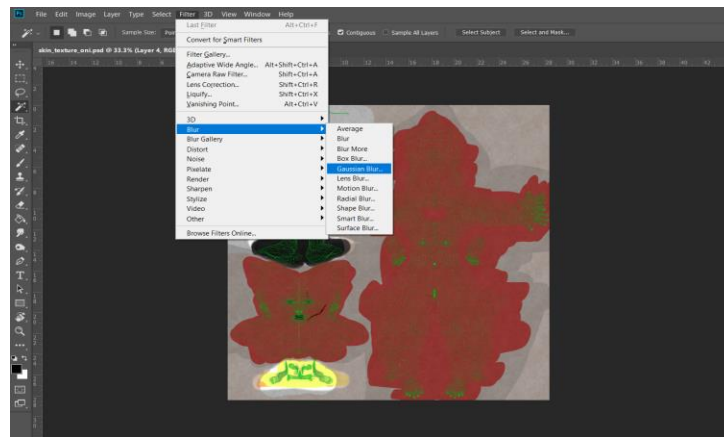 Ps File Edit Image Layer Type Select Filter 3D View Window Help
Sample Size: Contiguous Sample All Layers Select Subject Select and Mask...
skin_texture_oni.psd @ 33.3% (Layer 4, RGB
Last Filter Alt+Ctrl+F
Convert for Smart Filters
Filter Gallery...
Adaptive Wide Angle... Alt+Shift+Ctrl+A
Camera Raw Filter... Shift+Ctrl+A
Lens Correction... Shift+Ctrl+R
Liquify... Shift+Ctrl+X
Vanishing Point... Alt+Ctrl+V
3D
Blur
Blur Gallery
Distort
Noise
Pixelate
Render
Sharpen
Stylize
Video
Other
Browse Filters Online...
Average
Blur
Blur More
Box Blur...
Gaussian Blur...
Lens Blur...
Motion Blur...
Radial Blur...
Shape Blur...
Smart Blur...
Surface Blur...